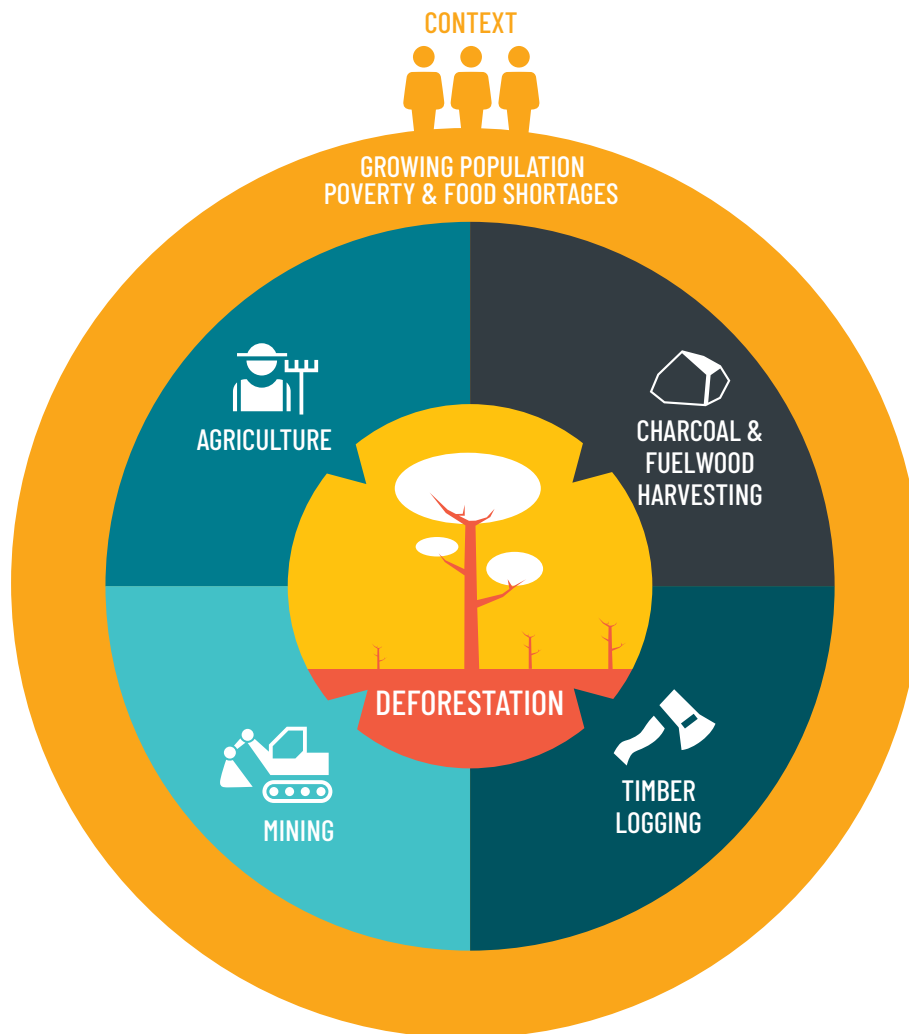 CONTEXT
GROWING POPULATION
POVERTY & FOOD SHORTAGES
AGRICULTURE
CHARCOAL &
FUELWOOD
HARVESTING
DEFORESTATION
MINING
TIMBER
LOGGING